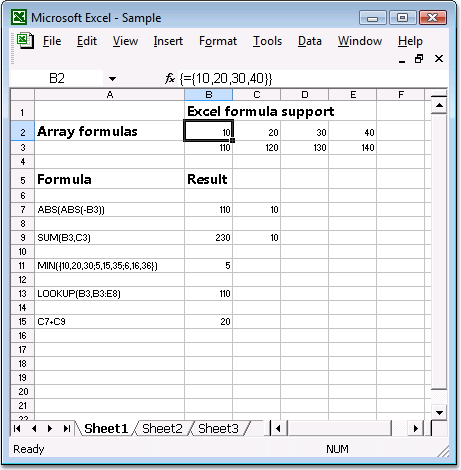 Microsoft Excel - Sample
File Edit View Insert Format Tools Data Window Help
B2 fx {={10,20,30,40}}
A B C D E F
1 Excel formula support
2 Array formulas 10 20 30 40
3 110 120 130 140
4
5 Formula Result
6
7 ABS(ABS(-B3)) 110 10
8
9 SUM(B3,C3) 230 10
10
11 MIN({10,20,30;5,15,35;6,16,36}) 5
12
13 LOOKUP(B3,B3:E8) 110
14
15 C7+C9 20
16
17
18
19
20
21
22
Sheet1 Sheet2 Sheet3
Ready NUM